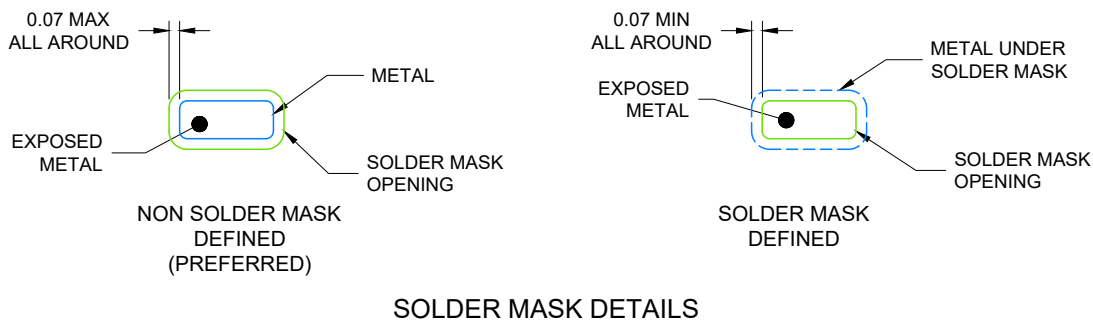 0.07 MAX
ALL AROUND
METAL
EXPOSED
METAL
SOLDER MASK
OPENING
NON SOLDER MASK
DEFINED
(PREFERRED)
0.07 MIN
ALL AROUND
METAL UNDER
SOLDER MASK
EXPOSED
METAL
SOLDER MASK
OPENING
SOLDER MASK
DEFINED
SOLDER MASK DETAILS